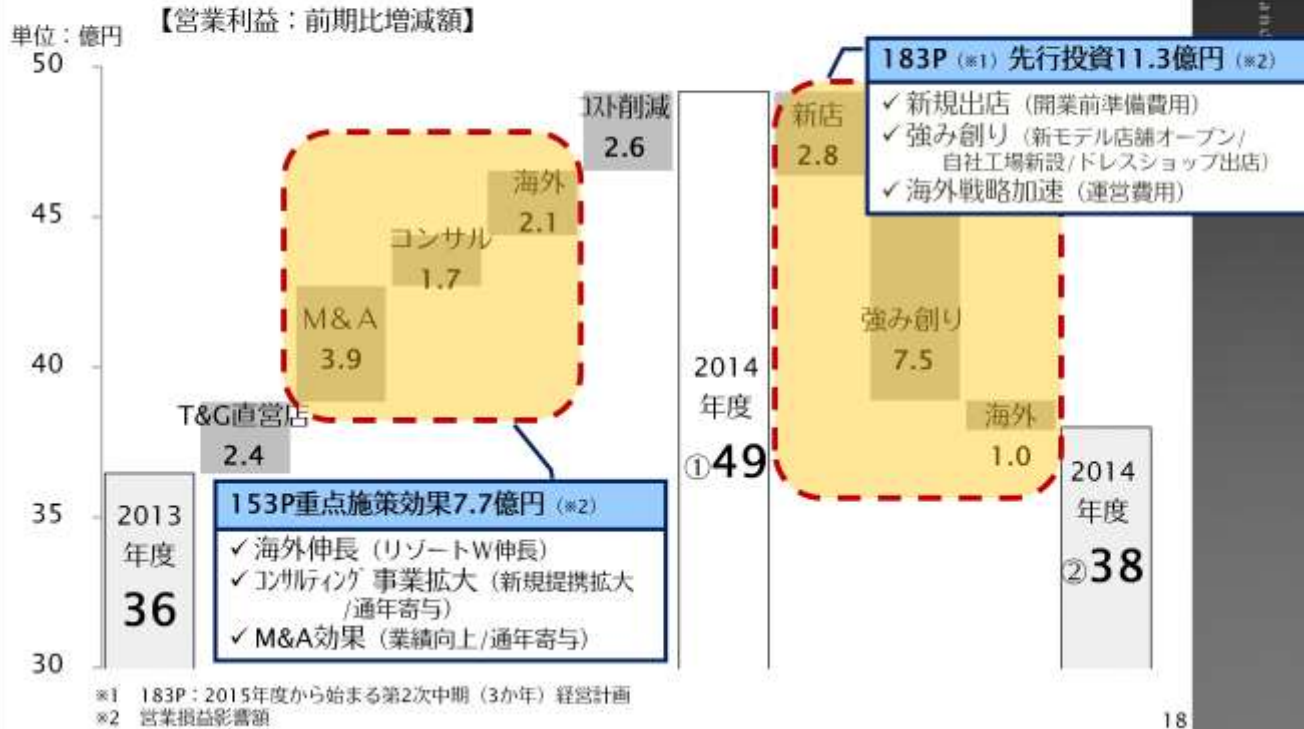 【営業利益：前期比増減額】
単位：億円
50
45
40
35
30
2013
年度
36
T&G直営店
2.4
M&A
3.9
コンサル
1.7
海外
2.1
ｺｽﾄ削減
2.6
2014
年度
①49
新店
2.8
強み創り
7.5
海外
1.0
2014
年度
②38
183P（※1）先行投資11.3億円（※2）
✓ 新規出店（開業前準備費用）
✓ 強み創り（新モデル店舗オープン/
自社工場新設/ドレスショップ出店）
✓ 海外戦略加速（運営費用）
153P重点施策効果7.7億円（※2）
✓ 海外伸長（リゾートW伸長）
✓ ｺﾝｻﾙﾃｨﾝｸﾞ事業拡大（新規提携拡大
/通年寄与）
✓ M&A効果（業績向上/通年寄与）
※1 183P：2015年度から始まる第2次中期（3か年）経営計画
※2 営業損益影響額
18
and